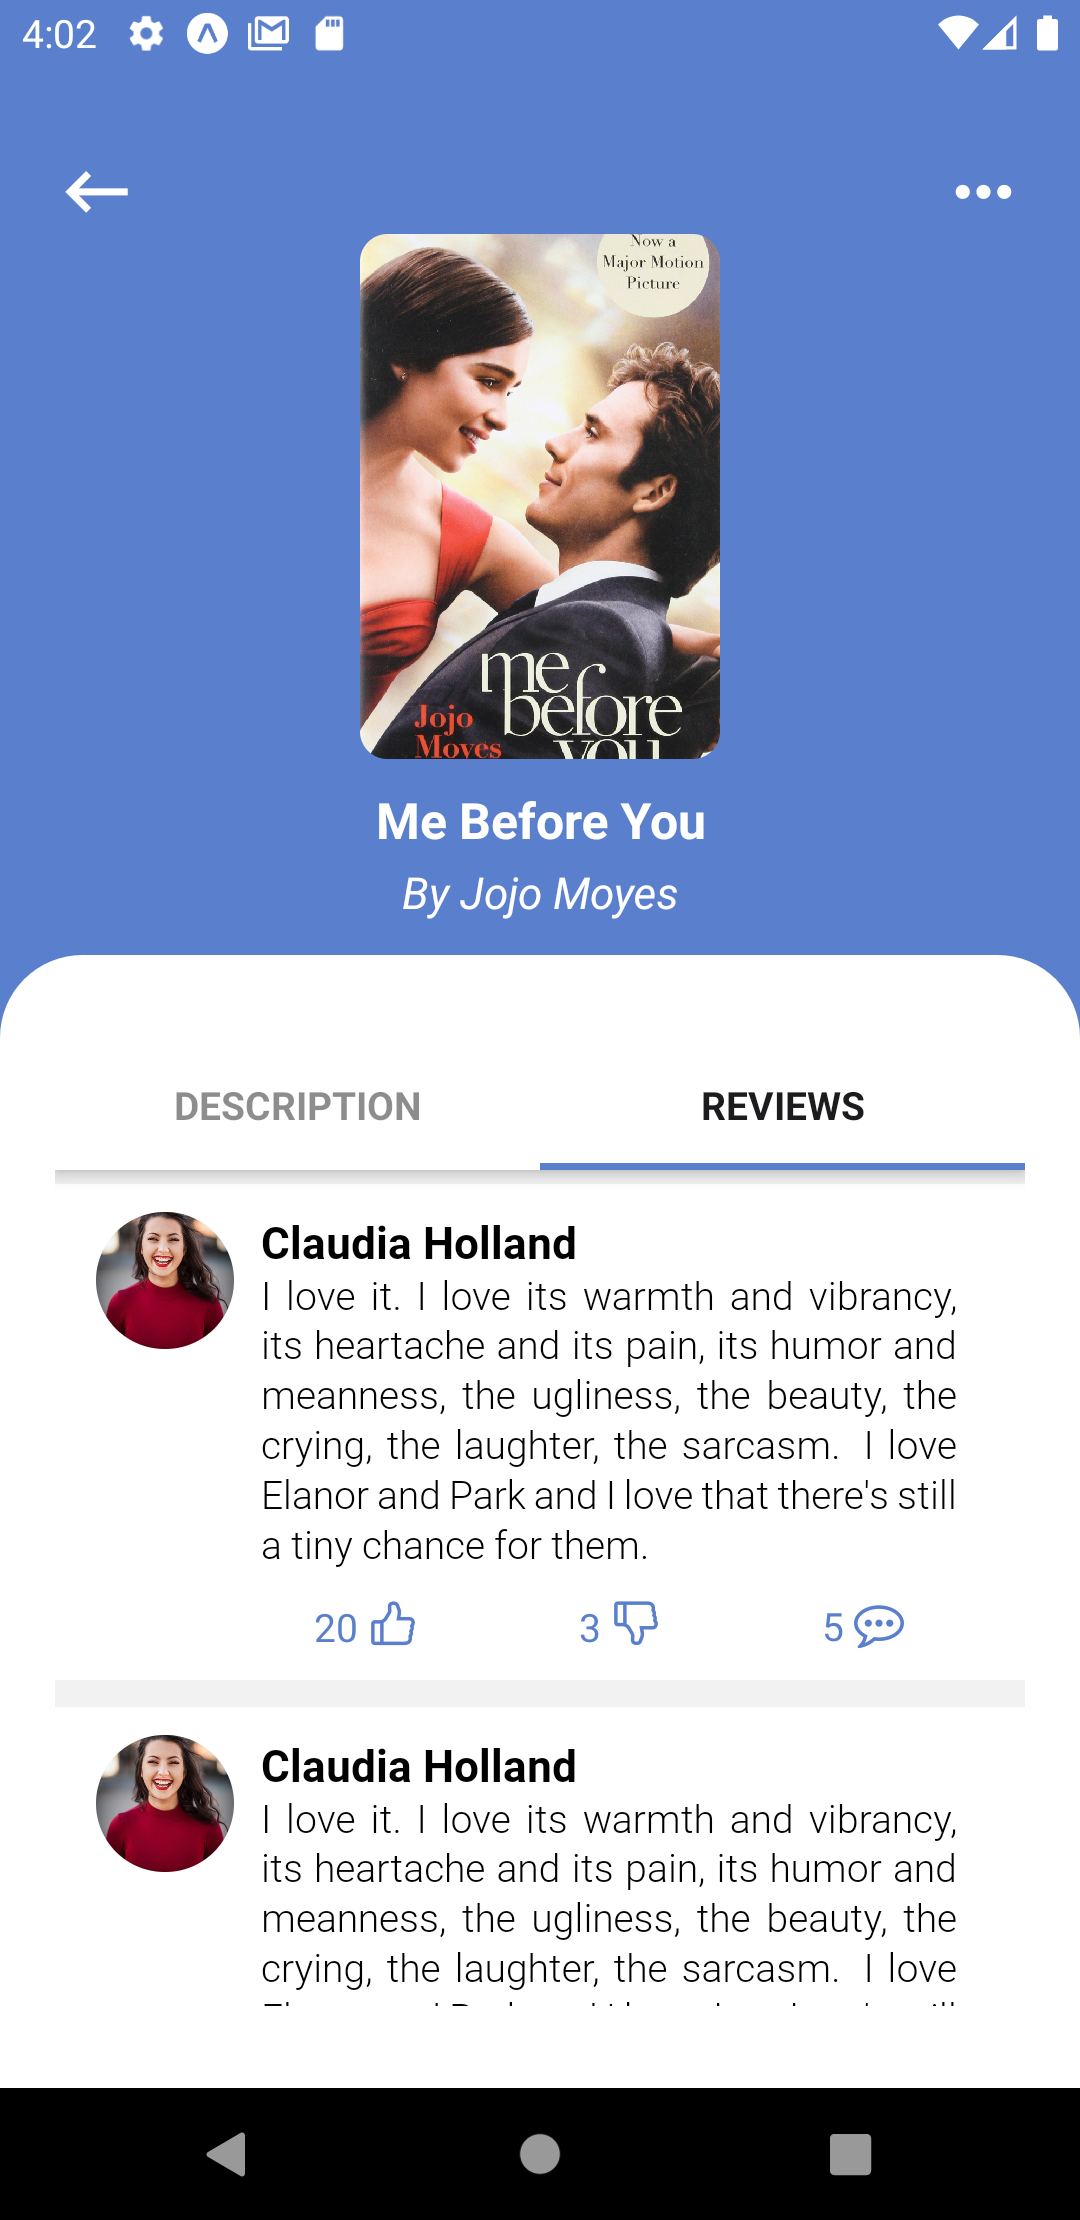 4:02
Now a
Major Motion
Picture
me
before
you
Jojo
Moyes
Me Before You
By Jojo Moyes
DESCRIPTION
REVIEWS
Claudia Holland
I love it. I love its warmth and vibrancy,
its heartache and its pain, its humor and
meanness, the ugliness, the beauty, the
crying, the laughter, the sarcasm.  I love
Elanor and Park and I love that there's still
a tiny chance for them.
20
3
5
Claudia Holland
I love it. I love its warmth and vibrancy,
its heartache and its pain, its humor and
meanness, the ugliness, the beauty, the
crying, the laughter, the sarcasm.  I love